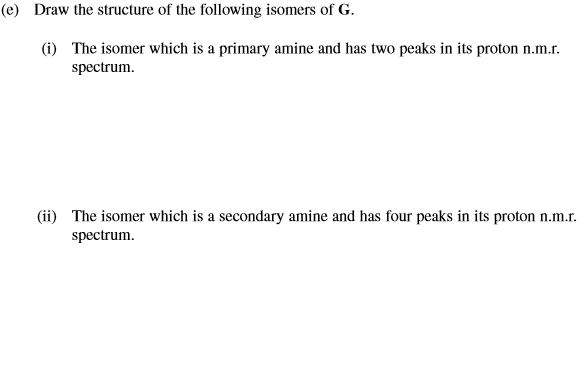 (e) Draw the structure of the following isomers of G.
(i) The isomer which is a primary amine and has two peaks in its proton n.m.r.
spectrum.
(ii) The isomer which is a secondary amine and has four peaks in its proton n.m.r.
spectrum.